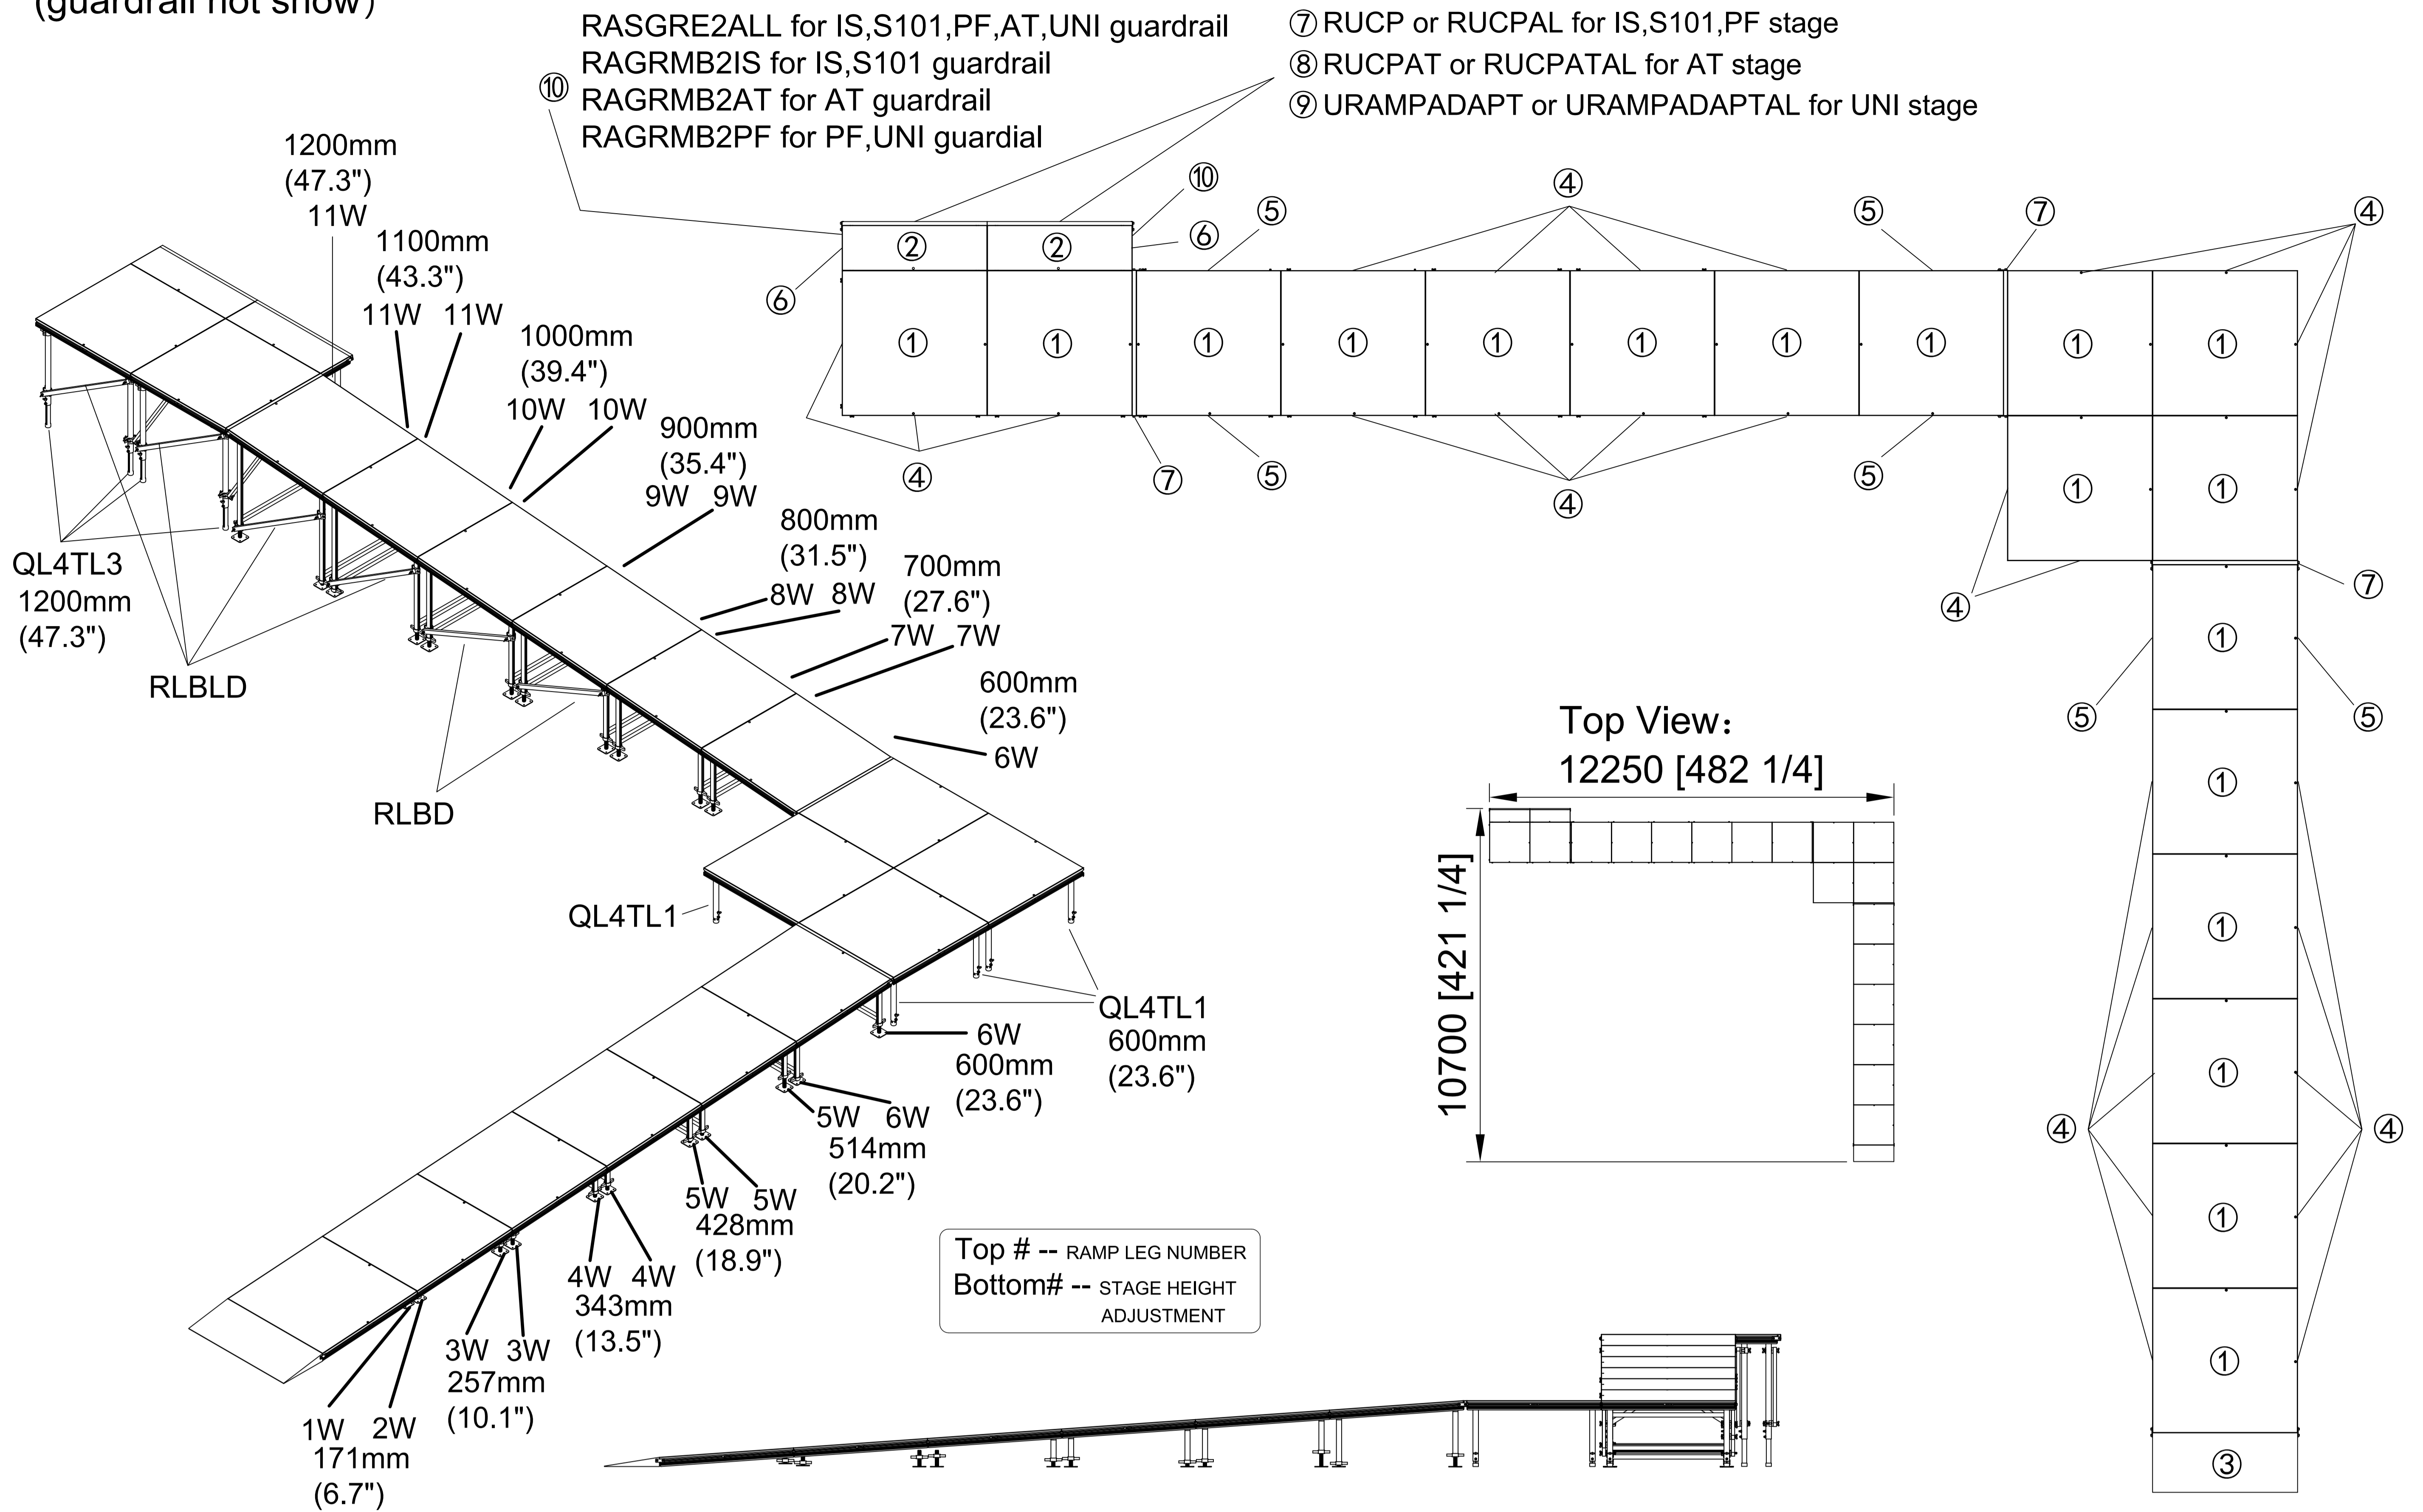 (guardrail not show)
RASGRE2ALL for IS,S101,PF,AT,UNI guardrail
RAGRMB2IS for IS,S101 guardrail
⑩ RAGRMB2AT for AT guardrail
RAGRMB2PF for PF,UNI guardial
⑦ RUCP or RUCPAL for IS,S101,PF stage
⑧ RUCPAT or RUCPATAL for AT stage
⑨ URAMPADAPT or URAMPADAPTAL for UNI stage
1200mm
(47.3")
11W
1100mm
(43.3")
11W 11W
1000mm
(39.4")
10W 10W
900mm
(35.4")
9W 9W
800mm
(31.5")
8W 8W
700mm
(27.6")
7W 7W
600mm
(23.6")
6W
QL4TL3
1200mm
(47.3")
RLBLD
RLBD
QL4TL1
QL4TL1
600mm
(23.6")
6W
600mm
(23.6")
5W 6W
514mm
(20.2")
5W 5W
428mm
(18.9")
4W 4W
343mm
(13.5")
3W 3W
257mm
(10.1")
1W 2W
171mm
(6.7")
④ ⑩
⑤ ⑤ ⑦ ④
② ② ⑥
⑥
① ① ① ① ① ① ① ① ① ①
④ ⑦ ⑤ ④ ⑤
① ①
④ ⑦
①
⑤ ⑤
①
①
①
④ ④
①
①
③
Top View:
12250 [482 1/4]
10700 [421 1/4]
Top # -- RAMP LEG NUMBER
Bottom# -- STAGE HEIGHT
ADJUSTMENT